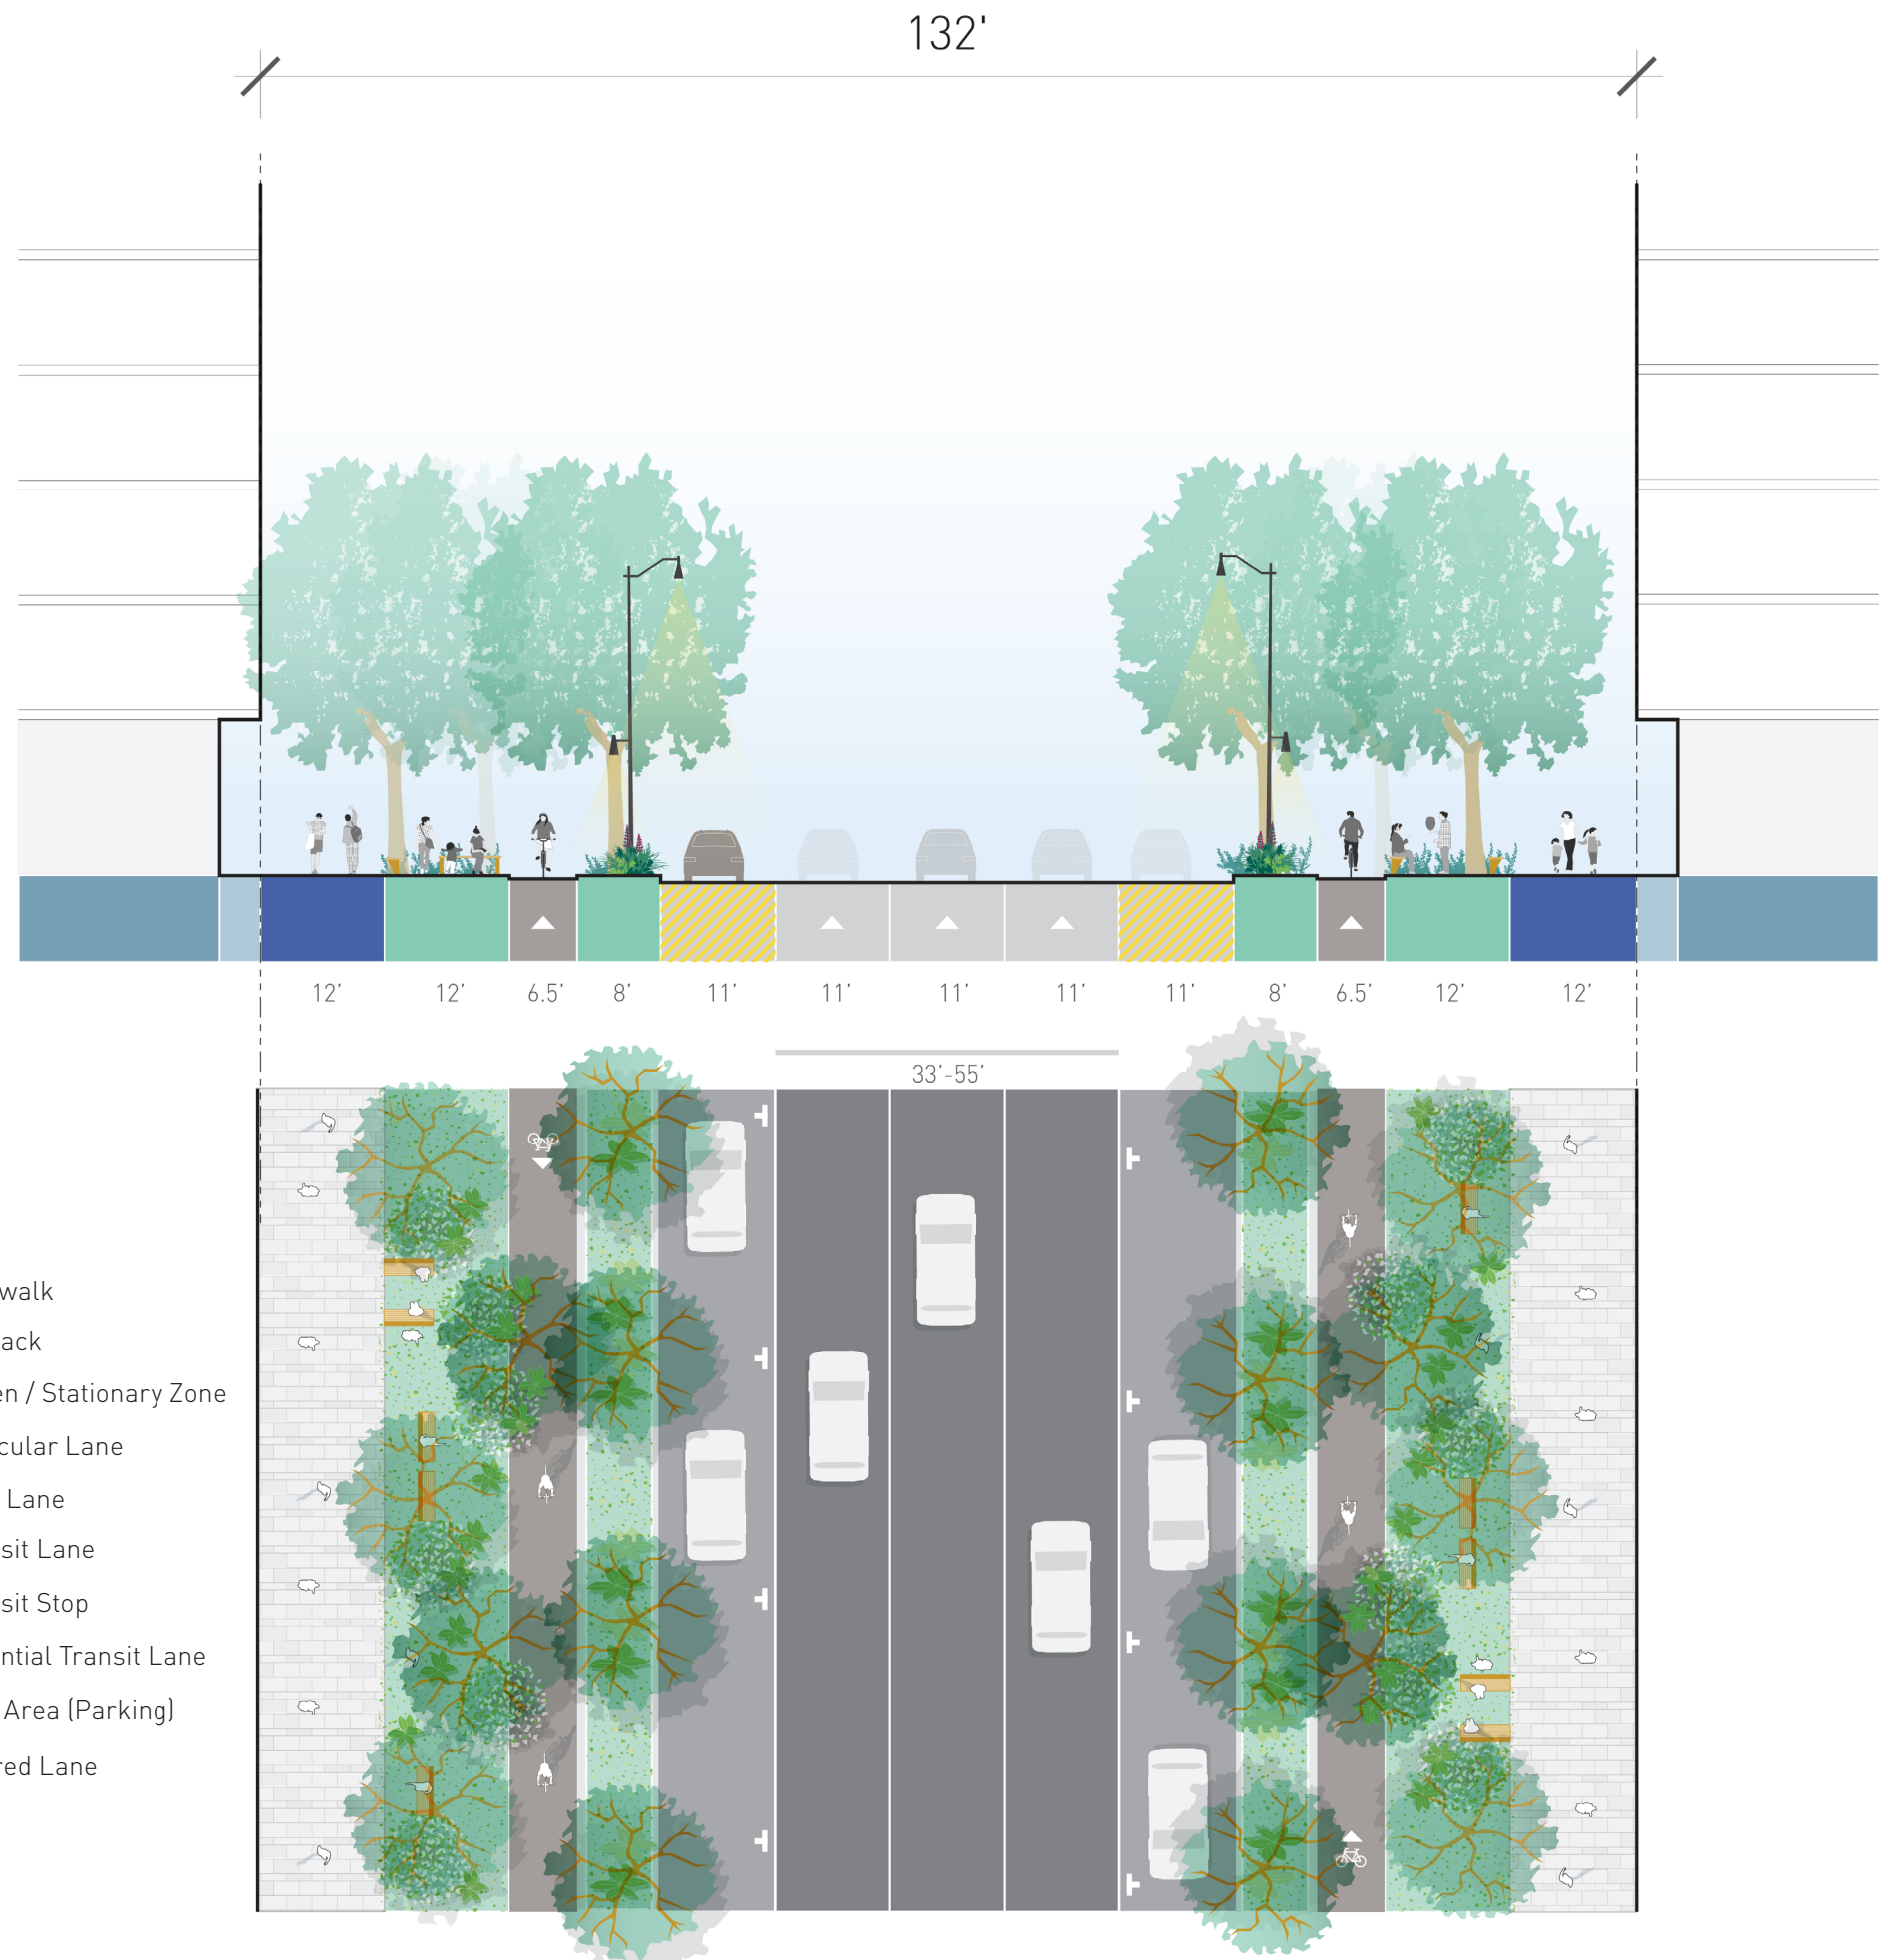 132'
12' 12' 6.5' 8' 11' 11' 11' 11' 11' 8' 6.5' 12' 12'
33'-55'
walk
ack
en / Stationary Zone
cular Lane
Lane
sit Lane
sit Stop
ntial Transit Lane
Area (Parking)
red Lane